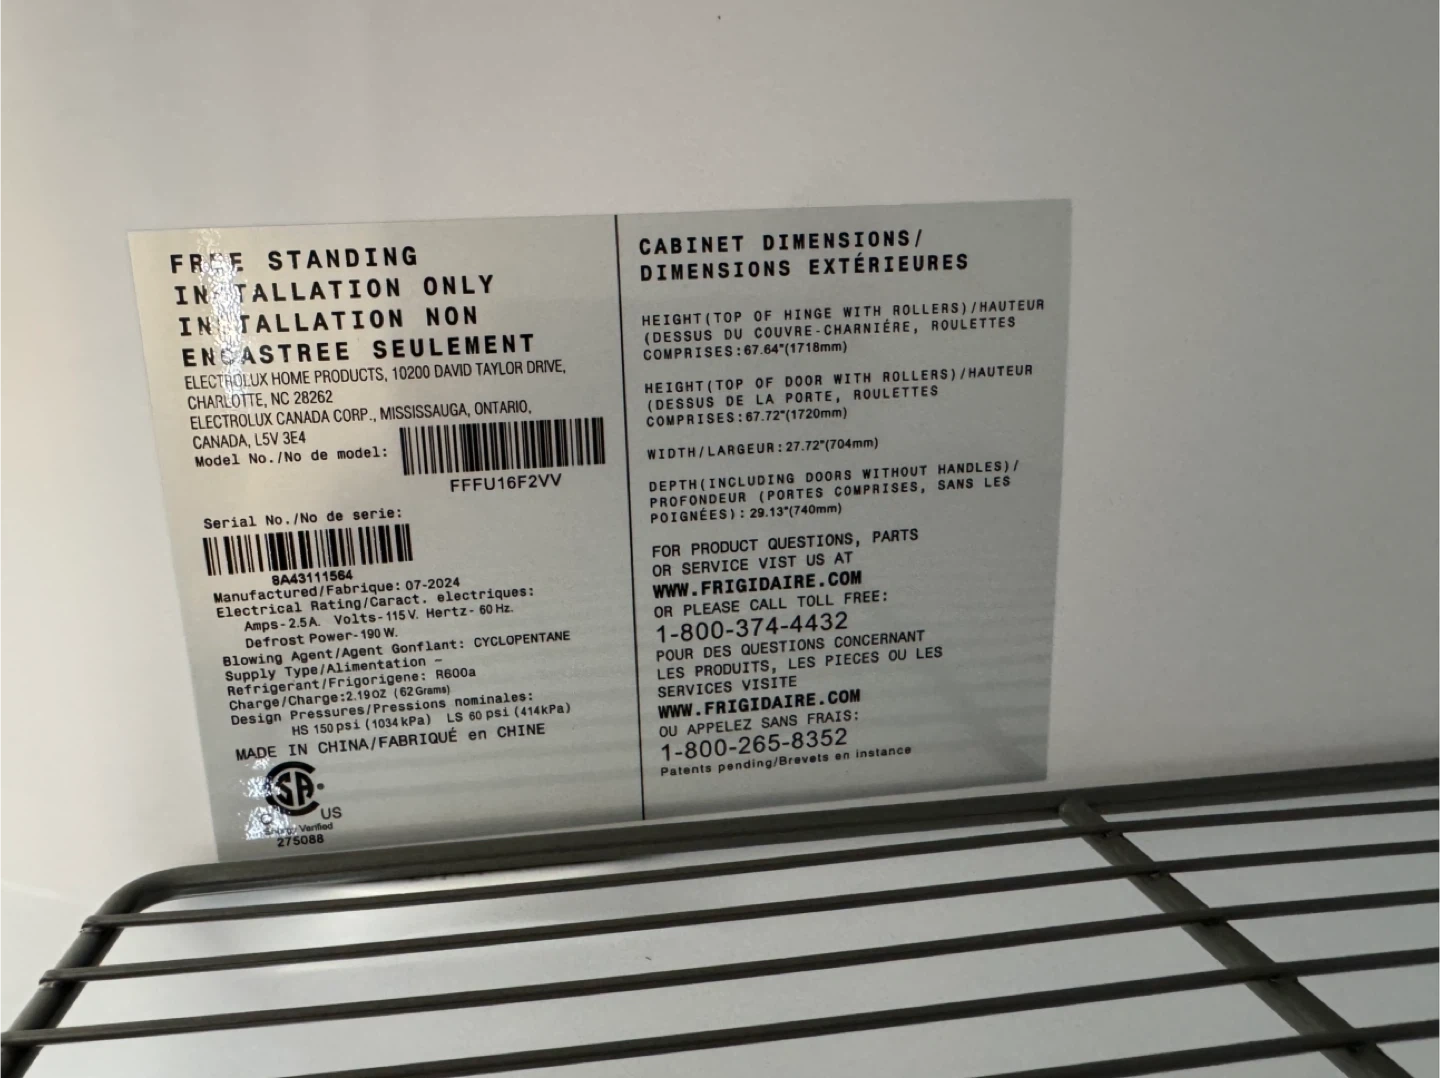 FREE STANDING
INSTALLATION ONLY
INSTALLATION NON
ENCASTREE SEULEMENT
ELECTROLUX HOME PRODUCTS, 10200 DAVID TAYLOR DRIVE,
CHARLOTTE, NC 28262
ELECTROLUX CANADA CORP., MISSISSAUGA, ONTARIO,
CANADA, L5V 3E4
Model No./No de model:
FFFU16F2VV
Serial No./No de serie:
8A43111564
Manufactured/Fabrique: 07-2024
Electrical Rating/Caract. electriques:
Amps-2.5A. Volts-115V. Hertz-60Hz.
Defrost Power-190W.
Blowing Agent/Agent Gonflant: CYCLOPENTANE
Supply Type/Alimentation –
Refrigerant/Frigorigene: R600a
Charge/Charge:2.19OZ (62Grams)
Design Pressures/Pressions nominales:
HS 150psi (1034kPa) LS 60psi (414kPa)
MADE IN CHINA/FABRIQUÉ en CHINE
SA
C US
Verified
275088
CABINET DIMENSIONS/
DIMENSIONS EXTÉRIEURES
HEIGHT(TOP OF HINGE WITH ROLLERS)/HAUTEUR
(DESSUS DU COUVRE-CHARNIÉRE, ROULETTES
COMPRISES:67.64"(1718mm)
HEIGHT(TOP OF DOOR WITH ROLLERS)/HAUTEUR
(DESSUS DE LA PORTE, ROULETTES
COMPRISES:67.72"(1720mm)
WIDTH/LARGEUR:27.72"(704mm)
DEPTH(INCLUDING DOORS WITHOUT HANDLES)/
PROFONDEUR (PORTES COMPRISES, SANS LES
POIGNÉES):29.13"(740mm)
FOR PRODUCT QUESTIONS, PARTS
OR SERVICE VIST US AT
WWW.FRIGIDAIRE.COM
OR PLEASE CALL TOLL FREE:
1-800-374-4432
POUR DES QUESTIONS CONCERNANT
LES PRODUITS, LES PIECES OU LES
SERVICES VISITE
WWW.FRIGIDAIRE.COM
OU APPELEZ SANS FRAIS:
1-800-265-8352
Patents pending/Brevets en instance